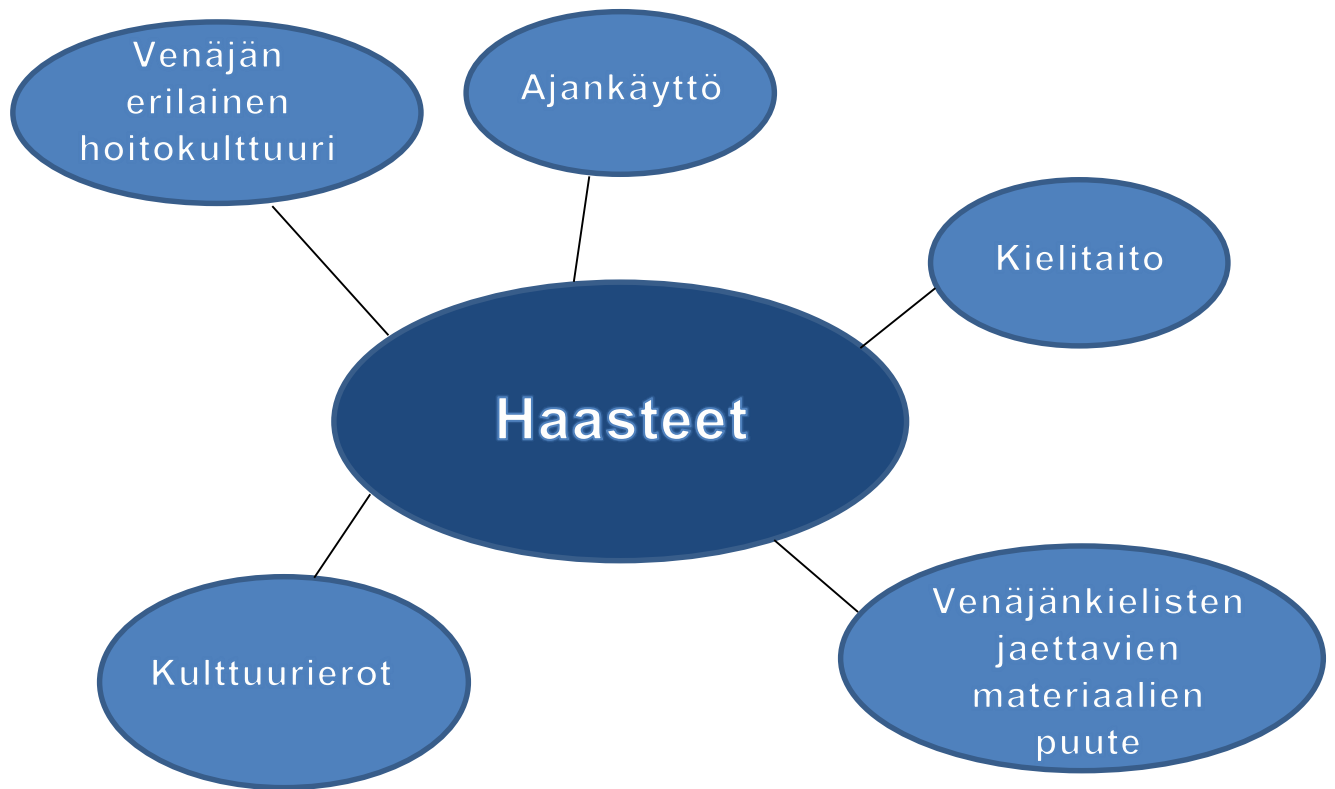 Venäjän
erilainen
hoitokulttuuri
Ajankäyttö
Kielitaito
Haasteet
Kulttuurierot
Venäjänkielisten
jaettavien
materiaalien
puute